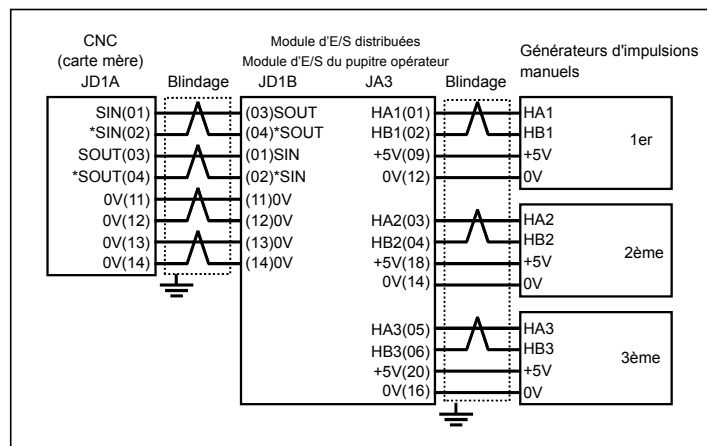 CNC
(carte mère)
JD1A
Blindage
Module d'E/S distribuées
Module d'E/S du pupitre opérateur
JD1B
JA3
Blindage
Générateurs d'impulsions
manuels
SIN(01)
*SIN(02)
SOUT(03)
*SOUT(04)
0V(11)
0V(12)
0V(13)
0V(14)
(03)SOUT
(04)*SOUT
(01)SIN
(02)*SIN
(11)0V
(12)0V
(13)0V
(14)0V
HA1(01)
HB1(02)
+5V(09)
0V(12)
HA2(03)
HB2(04)
+5V(18)
0V(14)
HA3(05)
HB3(06)
+5V(20)
0V(16)
HA1
HB1
+5V
0V
1er
HA2
HB2
+5V
0V
2ème
HA3
HB3
+5V
0V
3ème